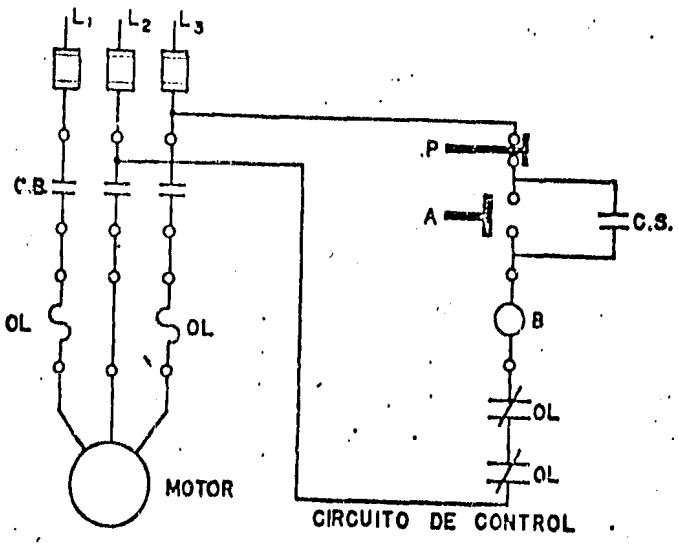 L1 L2 L3
P
C.B.
A
C.S.
OL
OL
B
OL
OL
MOTOR
CIRCUITO DE CONTROL